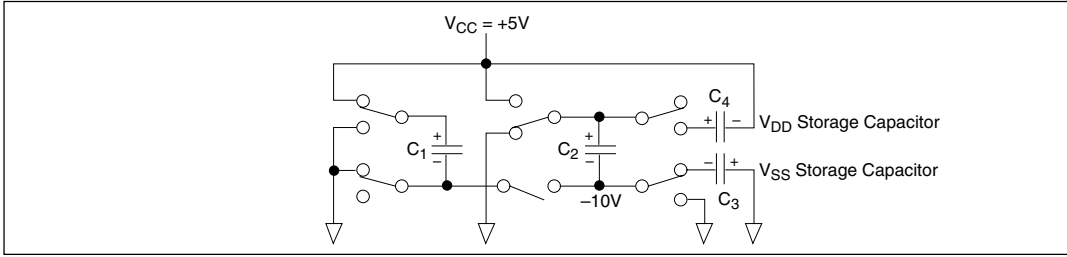 V_CC = +5V
C_4
+ −
V_DD Storage Capacitor
+
C_1
−
+
C_2
−
− +
V_SS Storage Capacitor
C_3
−10V